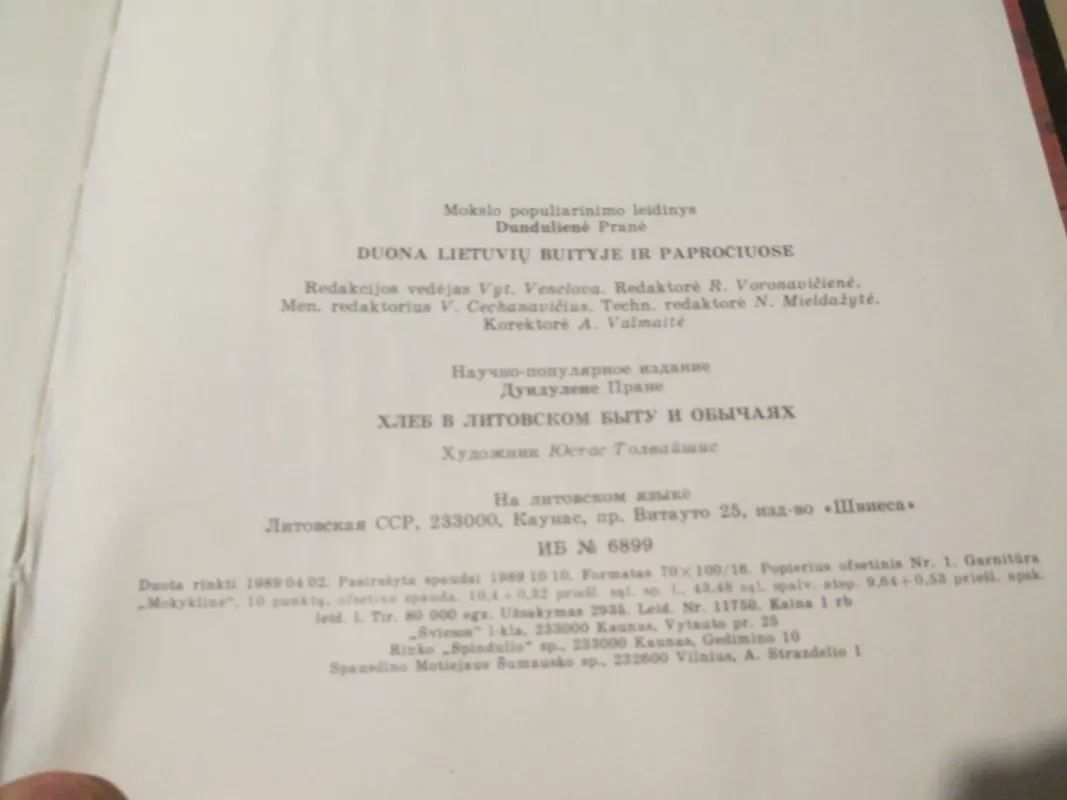 Mokslo populiarinimo leidinys
Dundulienė Pranė
DUONA LIETUVIŲ BUITYJE IR PAPROČIUOSE
Redakcijos vedėjas Vyt. Venclova. Redaktorė R. Voronavičienė.
Men. redaktorius V. Cechanavičius. Techn. redaktorė N. Mieldažytė.
Korektorė A. Valmaitė
Научно-популярное издание
Дундулене Пране
ХЛЕБ В ЛИТОВСКОМ БЫТУ И ОБЫЧАЯХ
Художник Юстас Толвайшис
На литовском языке
Литовская ССР, 233000, Каунас, пр. Витауто 25, изд-во «Швиеса»
ИБ № 6899
Duota rinkti 1989 04 02. Pasirašyta spaudai 1989 10 10. Formatas 70×100/16. Popierius ofsetinis Nr. 1. Garnitūra
„Mokyklinė“, 10 punktų, ofsetinė spauda. 10,4+0,32 prieši. sąl. sp. l., 43,48 sąl. spalv. atsp. 9,64+0,53 prieši. apsk.
leid. l. Tir. 80 000 egz. Užsakymas 2935. Leid. Nr. 11750. Kaina 1 rb
„Šviesos“ l-kla, 233000 Kaunas, Vytauto pr. 25
Rinko „Spindulio“ sp., 233000 Kaunas, Gedimino 10
Spausdino Motiejaus Šumausko sp., 232600 Vilnius, A. Strazdelio 1